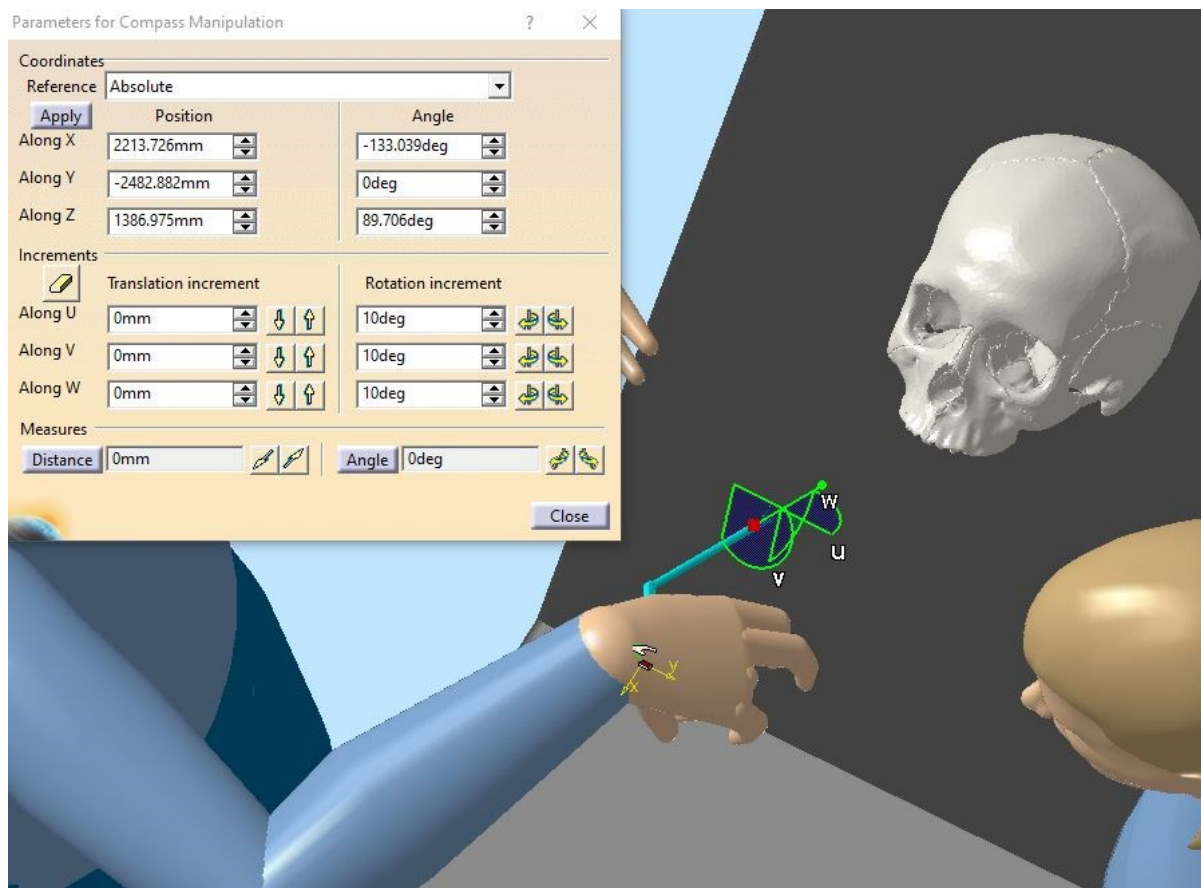 Parameters for Compass Manipulation ? ×
Coordinates
Reference Absolute
Apply Position Angle
Along X 2213.726mm -133.039deg
Along Y -2482.882mm 0deg
Along Z 1386.975mm 89.706deg
Increments
Translation increment Rotation increment
Along U 0mm 10deg
Along V 0mm 10deg
Along W 0mm 10deg
Measures
Distance 0mm Angle 0deg
Close
w
u
v
y
x